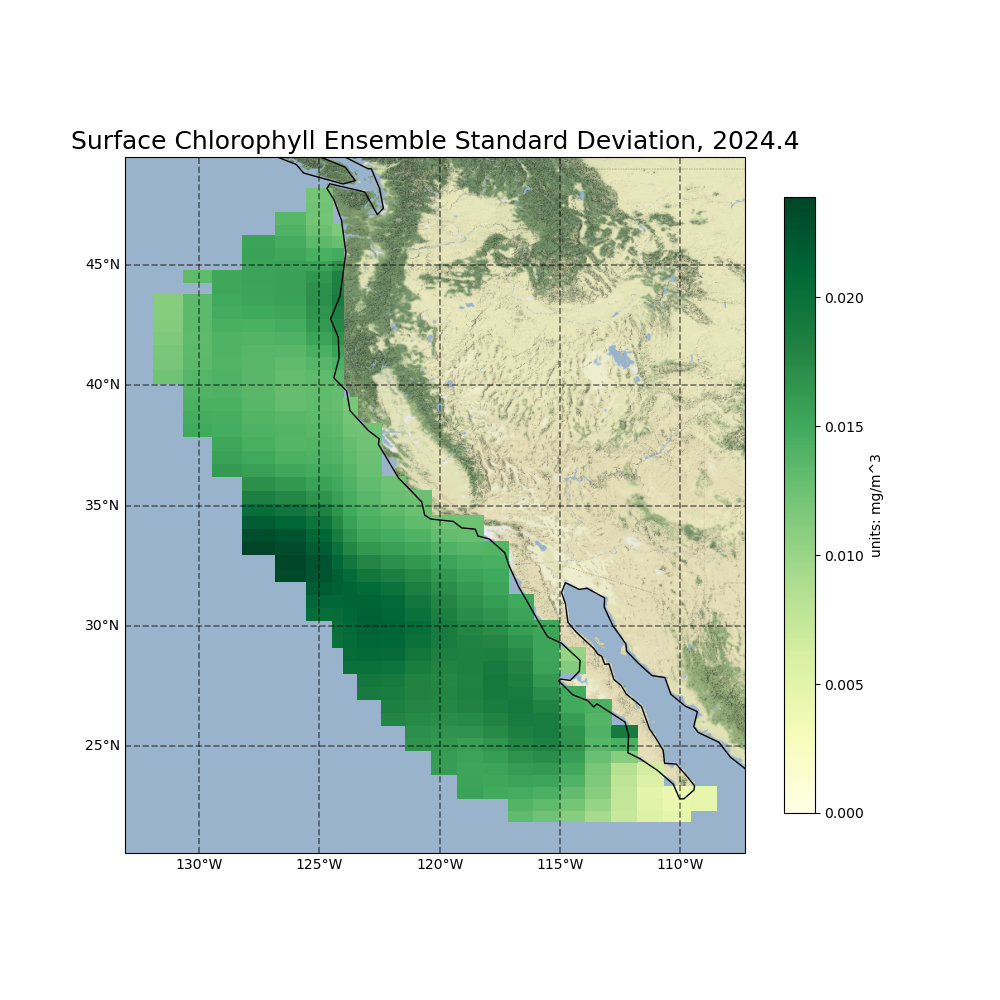 Surface Chlorophyll Ensemble Standard Deviation, 2024.4
45°N
40°N
35°N
30°N
25°N
130°W 125°W 120°W 115°W 110°W
0.020
0.015
0.010
0.005
0.000
units: mg/m^3